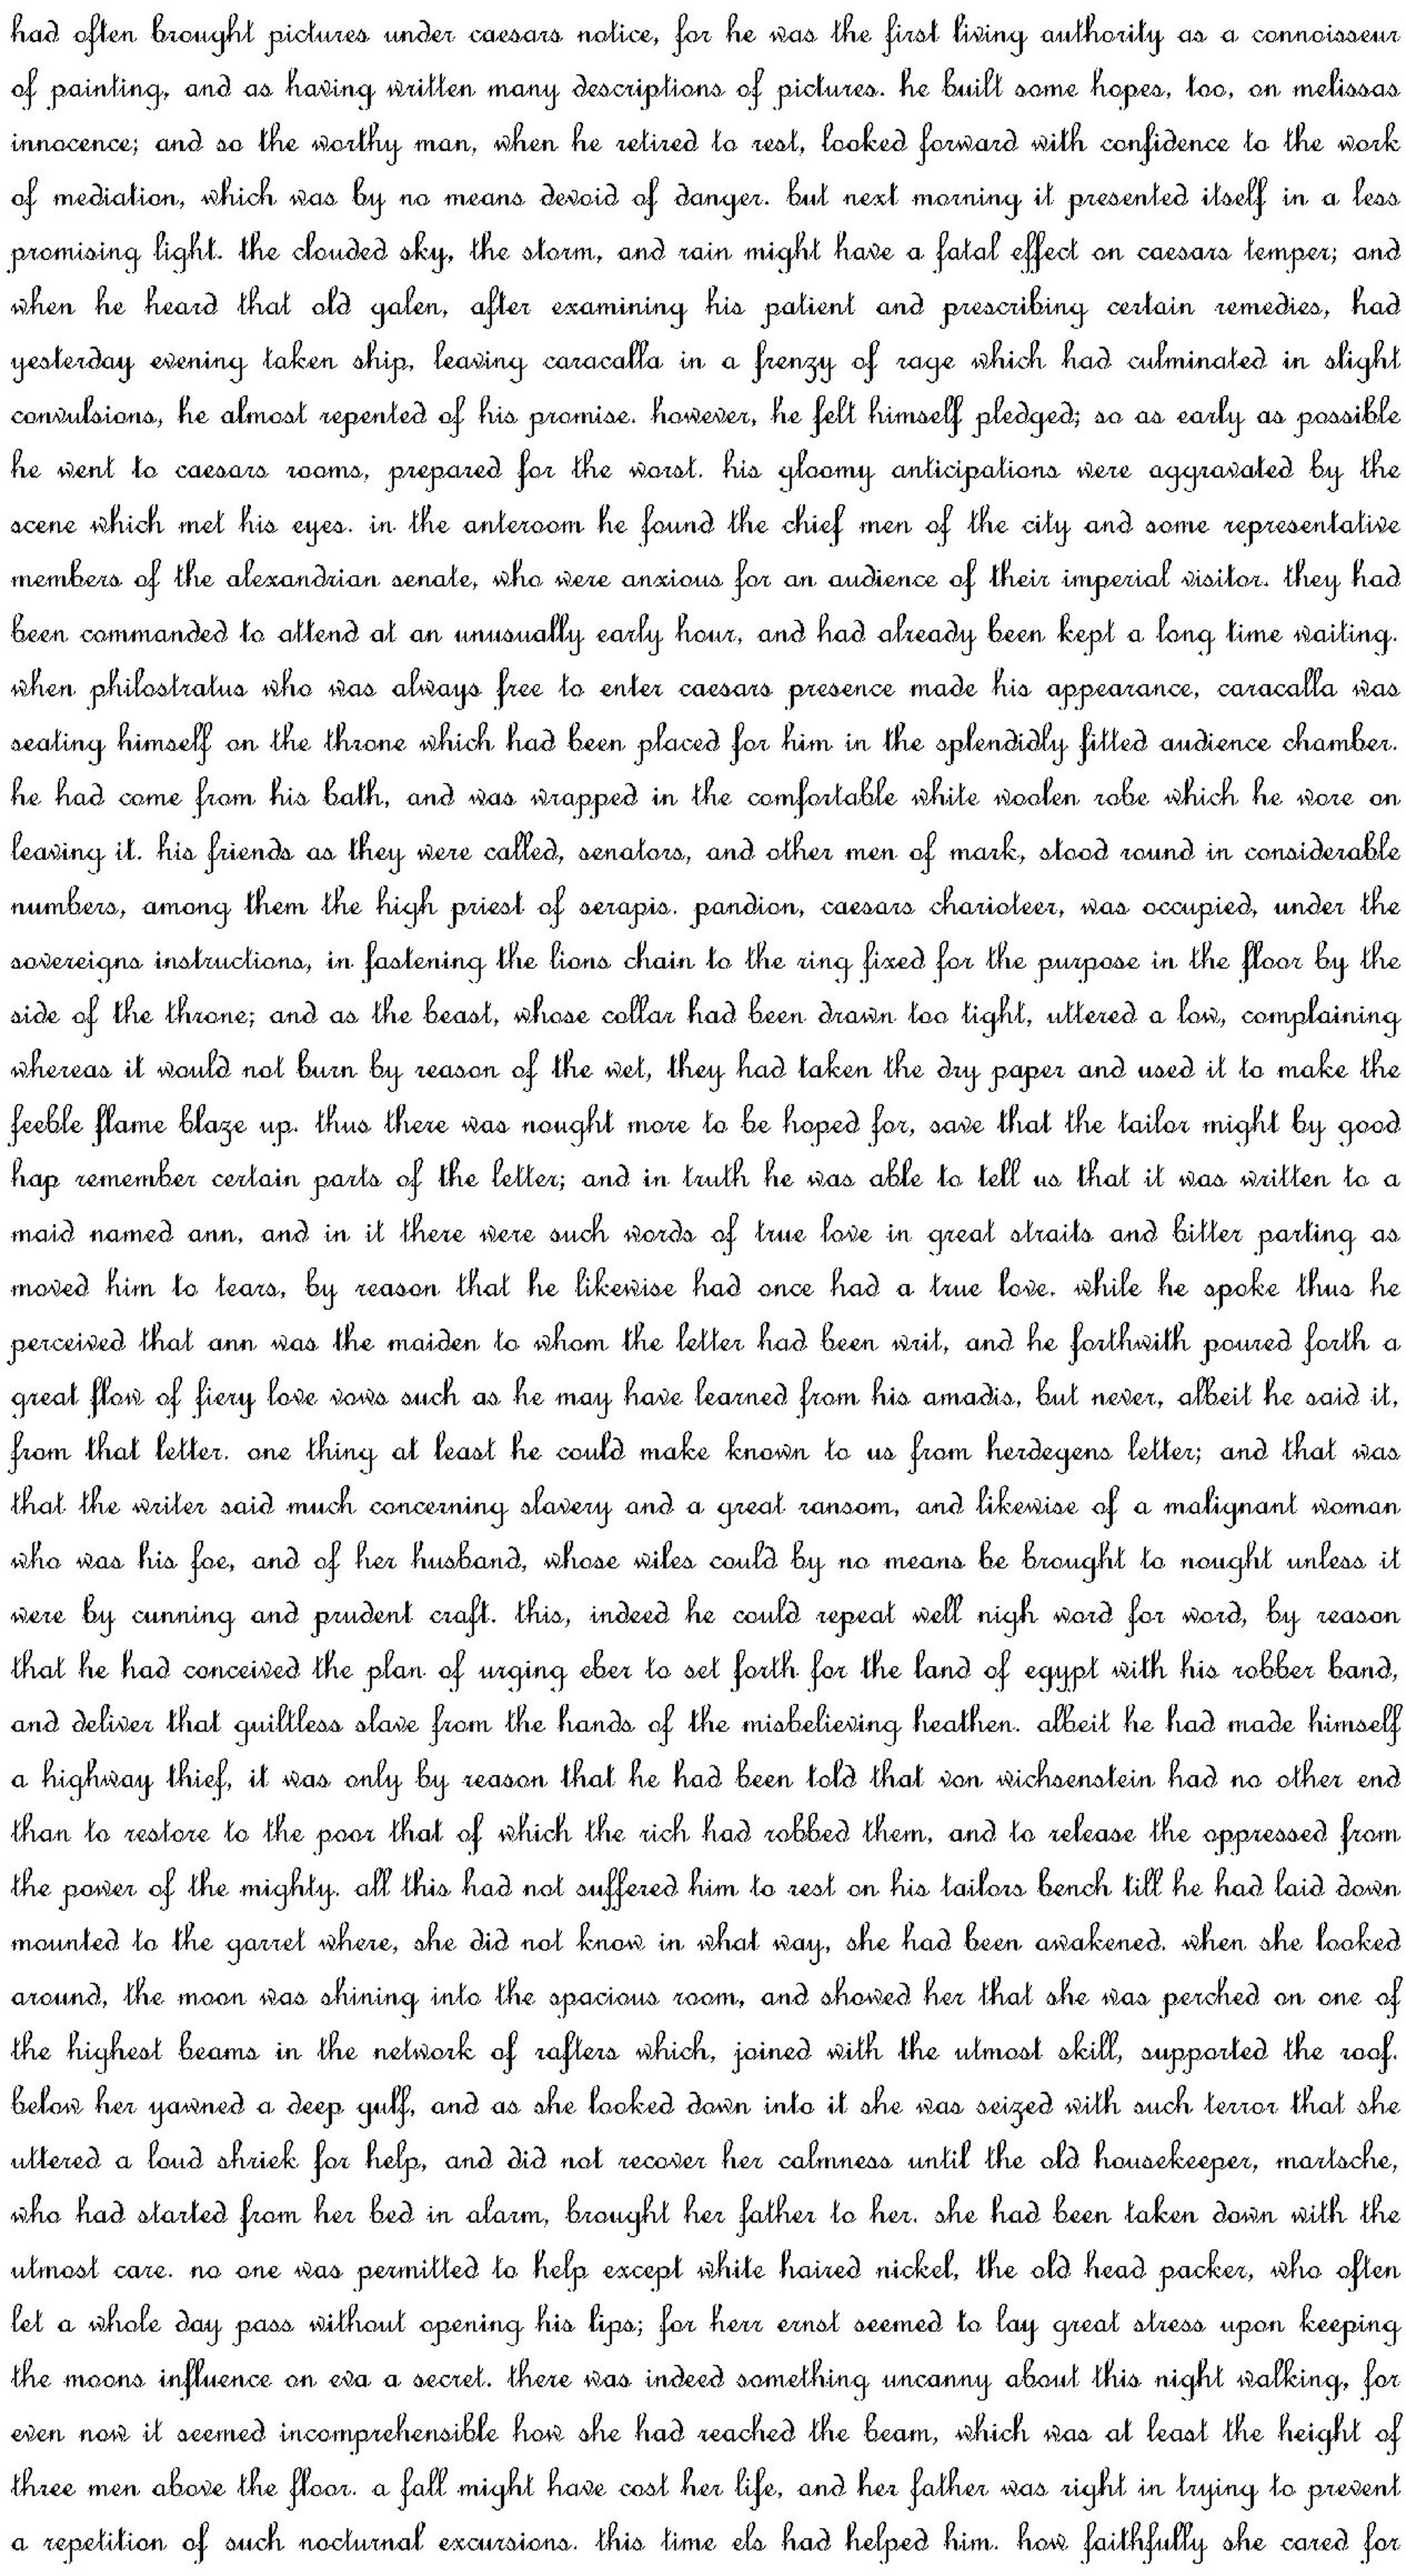 had often brought pictures under caesars notice, for he was the first living authority as a connoisseur
of painting, and as having written many descriptions of pictures. he built some hopes, too, on melissas
innocence; and so the worthy man, when he retired to rest, looked forward with confidence to the work
of mediation, which was by no means devoid of danger. but next morning it presented itself in a less
promising light. the clouded sky, the storm, and rain might have a fatal effect on caesars temper; and
when he heard that old galen, after examining his patient and prescribing certain remedies, had
yesterday evening taken ship, leaving caracalla in a frenzy of rage which had culminated in slight
convulsions, he almost repented of his promise. however, he felt himself pledged; so as early as possible
he went to caesars rooms, prepared for the worst. his gloomy anticipations were aggravated by the
scene which met his eyes. in the anteroom he found the chief men of the city and some representative
members of the alexandrian senate, who were anxious for an audience of their imperial visitor. they had
been commanded to attend at an unusually early hour, and had already been kept a long time waiting.
when philostratus who was always free to enter caesars presence made his appearance, caracalla was
seating himself on the throne which had been placed for him in the splendidly fitted audience chamber.
he had come from his bath, and was wrapped in the comfortable white woolen robe which he wore on
leaving it. his friends as they were called, senators, and other men of mark, stood round in considerable
numbers, among them the high priest of serapis. pandion, caesars charioteer, was occupied, under the
sovereigns instructions, in fastening the lions chain to the ring fixed for the purpose in the floor by the
side of the throne; and as the beast, whose collar had been drawn too tight, uttered a low, complaining
whereas it would not burn by reason of the wet, they had taken the dry paper and used it to make the
feeble flame blaze up. thus there was nought more to be hoped for, save that the tailor might by good
hap remember certain parts of the letter; and in truth he was able to tell us that it was written to a
maid named ann, and in it there were such words of true love in great straits and bitter parting as
moved him to tears, by reason that he likewise had once had a true love. while he spoke thus he
perceived that ann was the maiden to whom the letter had been writ, and he forthwith poured forth a
great flow of fiery love vows such as he may have learned from his amadis, but never, albeit he said it,
from that letter. one thing at least he could make known to us from herdegens letter; and that was
that the writer said much concerning slavery and a great ransom, and likewise of a malignant woman
who was his foe, and of her husband, whose wiles could by no means be brought to nought unless it
were by cunning and prudent craft. this, indeed he could repeat well nigh word for word, by reason
that he had conceived the plan of urging eber to set forth for the land of egypt with his robber band,
and deliver that guiltless slave from the hands of the misbelieving heathen. albeit he had made himself
a highway thief, it was only by reason that he had been told that von wichsenstein had no other end
than to restore to the poor that of which the rich had robbed them, and to release the oppressed from
the power of the mighty. all this had not suffered him to rest on his tailors bench till he had laid down
mounted to the garret where, she did not know in what way, she had been awakened. when she looked
around, the moon was shining into the spacious room, and showed her that she was perched on one of
the highest beams in the network of rafters which, joined with the utmost skill, supported the roof.
below her yawned a deep gulf, and as she looked down into it she was seized with such terror that she
uttered a loud shriek for help, and did not recover her calmness until the old housekeeper, martsche,
who had started from her bed in alarm, brought her father to her. she had been taken down with the
utmost care. no one was permitted to help except white haired nickel, the old head packer, who often
let a whole day pass without opening his lips; for herr ernst seemed to lay great stress upon keeping
the moons influence on eva a secret. there was indeed something uncanny about this night walking, for
even now it seemed incomprehensible how she had reached the beam, which was at least the height of
three men above the floor. a fall might have cost her life, and her father was right in trying to prevent
a repetition of such nocturnal excursions. this time els had helped him. how faithfully she cared for